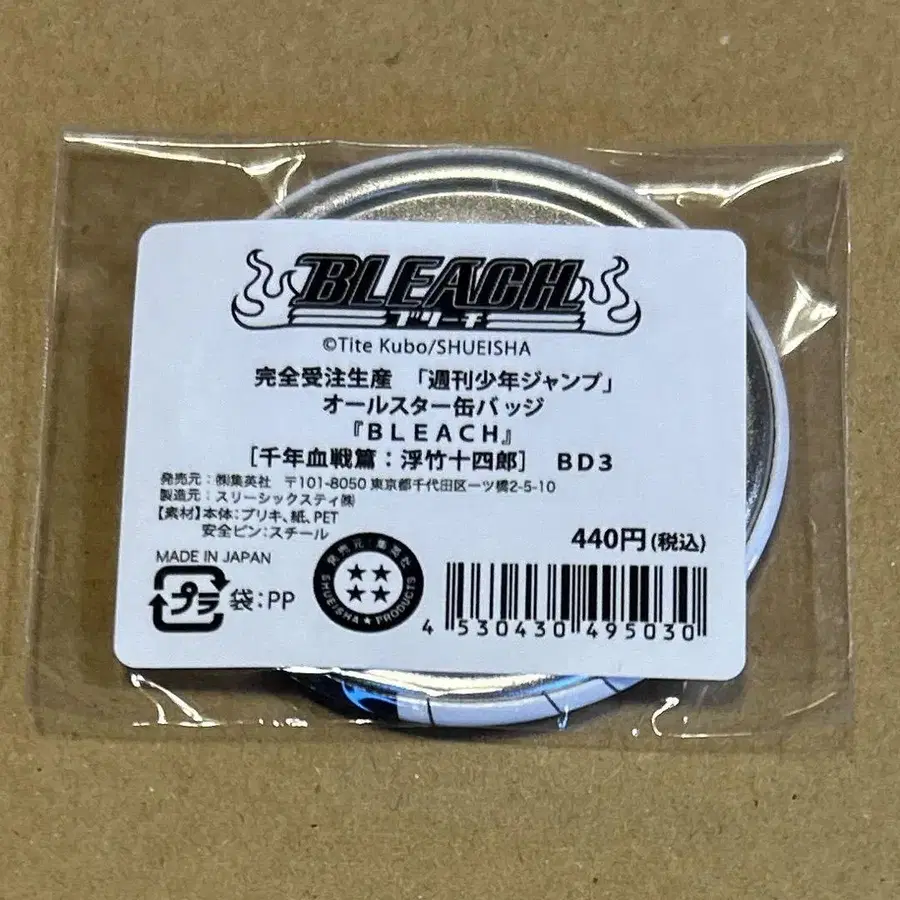 BLEACH
ブリーチ
©Tite Kubo/SHUEISHA
完全受注生産 「週刊少年ジャンプ」
オールスター缶バッジ
『BLEACH』
[千年血戦篇：浮竹十四郎] BD3
発売元：㈱集英社 〒101-8050 東京都千代田区一ツ橋2-5-10
製造元：スリーシックスティ㈱
【素材】本体：ブリキ、紙、PET
安全ピン：スチール
440円(税込)
MADE IN JAPAN
プラ 袋：PP
発売元・集英社
SHUEISHA★PRODUCTS
4 530430 495030